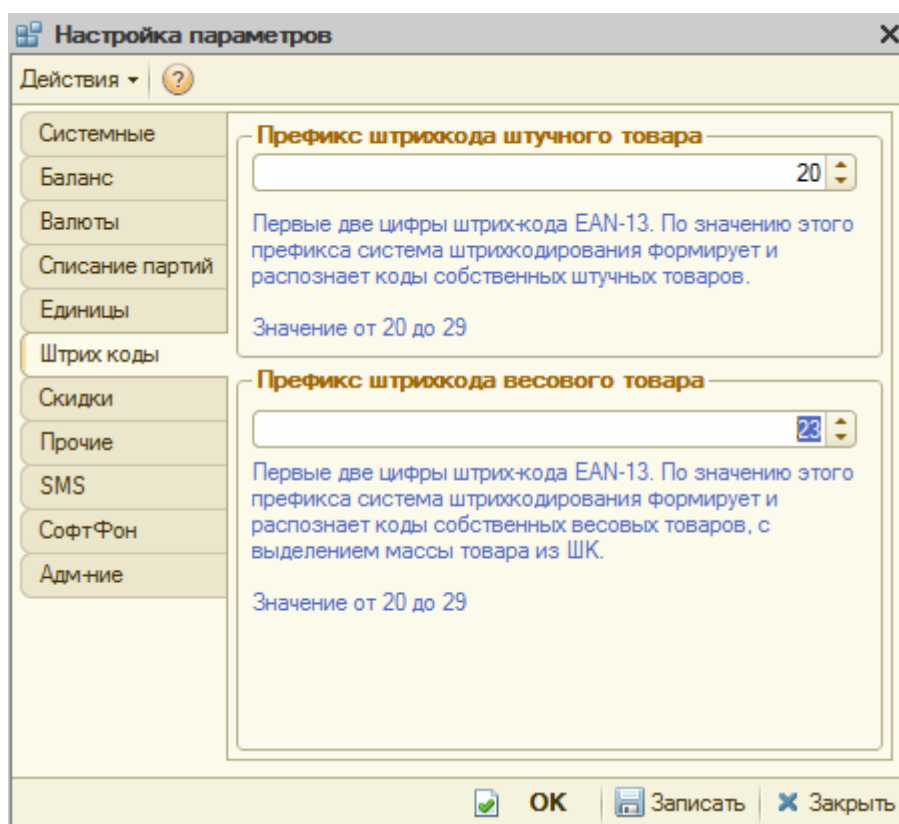 Настройка параметров
Действия
Системные
Баланс
Валюты
Списание партий
Единицы
Штрих коды
Скидки
Прочие
SMS
СофтФон
Адм-ние
Префикс штрихкода штучного товара
20
Первые две цифры штрих-кода EAN-13. По значению этого
префикса система штрихкодирования формирует и
распознает коды собственных штучных товаров.
Значение от 20 до 29
Префикс штрихкода весового товара
23
Первые две цифры штрих-кода EAN-13. По значению этого
префикса система штрихкодирования формирует и
распознает коды собственных весовых товаров, с
выделением массы товара из ШК.
Значение от 20 до 29
OK
Записать
Закрыть